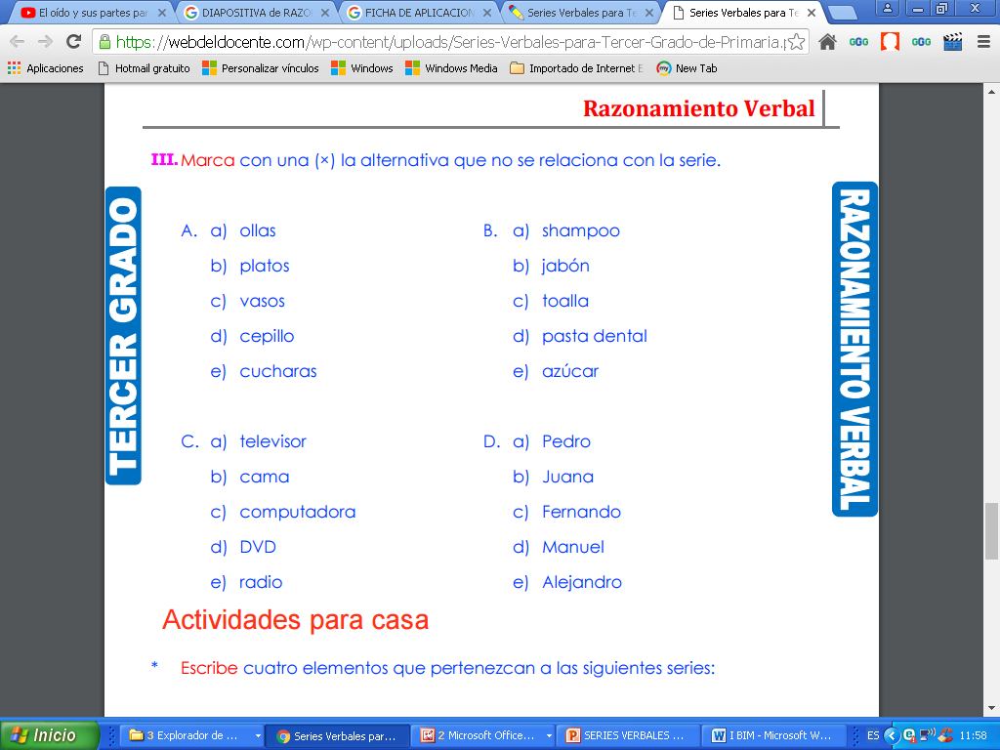 El oído y sus partes par
DIAPOSITIVA de RAZO
FICHA DE APLICACION
Series Verbales para Te
Series Verbales para Te
https://webdeldocente.com/wp-content/uploads/Series-Verbales-para-Tercer-Grado-de-Primaria.p
Aplicaciones
Hotmail gratuito
Personalizar vínculos
Windows
Windows Media
Importado de Internet E
New Tab
Razonamiento Verbal
III. Marca con una (×) la alternativa que no se relaciona con la serie.
TERCER GRADO
RAZONAMIENTO VERBAL
A. a) ollas
b) platos
c) vasos
d) cepillo
e) cucharas
B. a) shampoo
b) jabón
c) toalla
d) pasta dental
e) azúcar
C. a) televisor
b) cama
c) computadora
d) DVD
e) radio
D. a) Pedro
b) Juana
c) Fernando
d) Manuel
e) Alejandro
Actividades para casa
* Escribe cuatro elementos que pertenezcan a las siguientes series:
Inicio
3 Explorador de ...
Series Verbales par...
2 Microsoft Office...
SERIES VERBALES ...
I BIM - Microsoft W...
ES
11:58